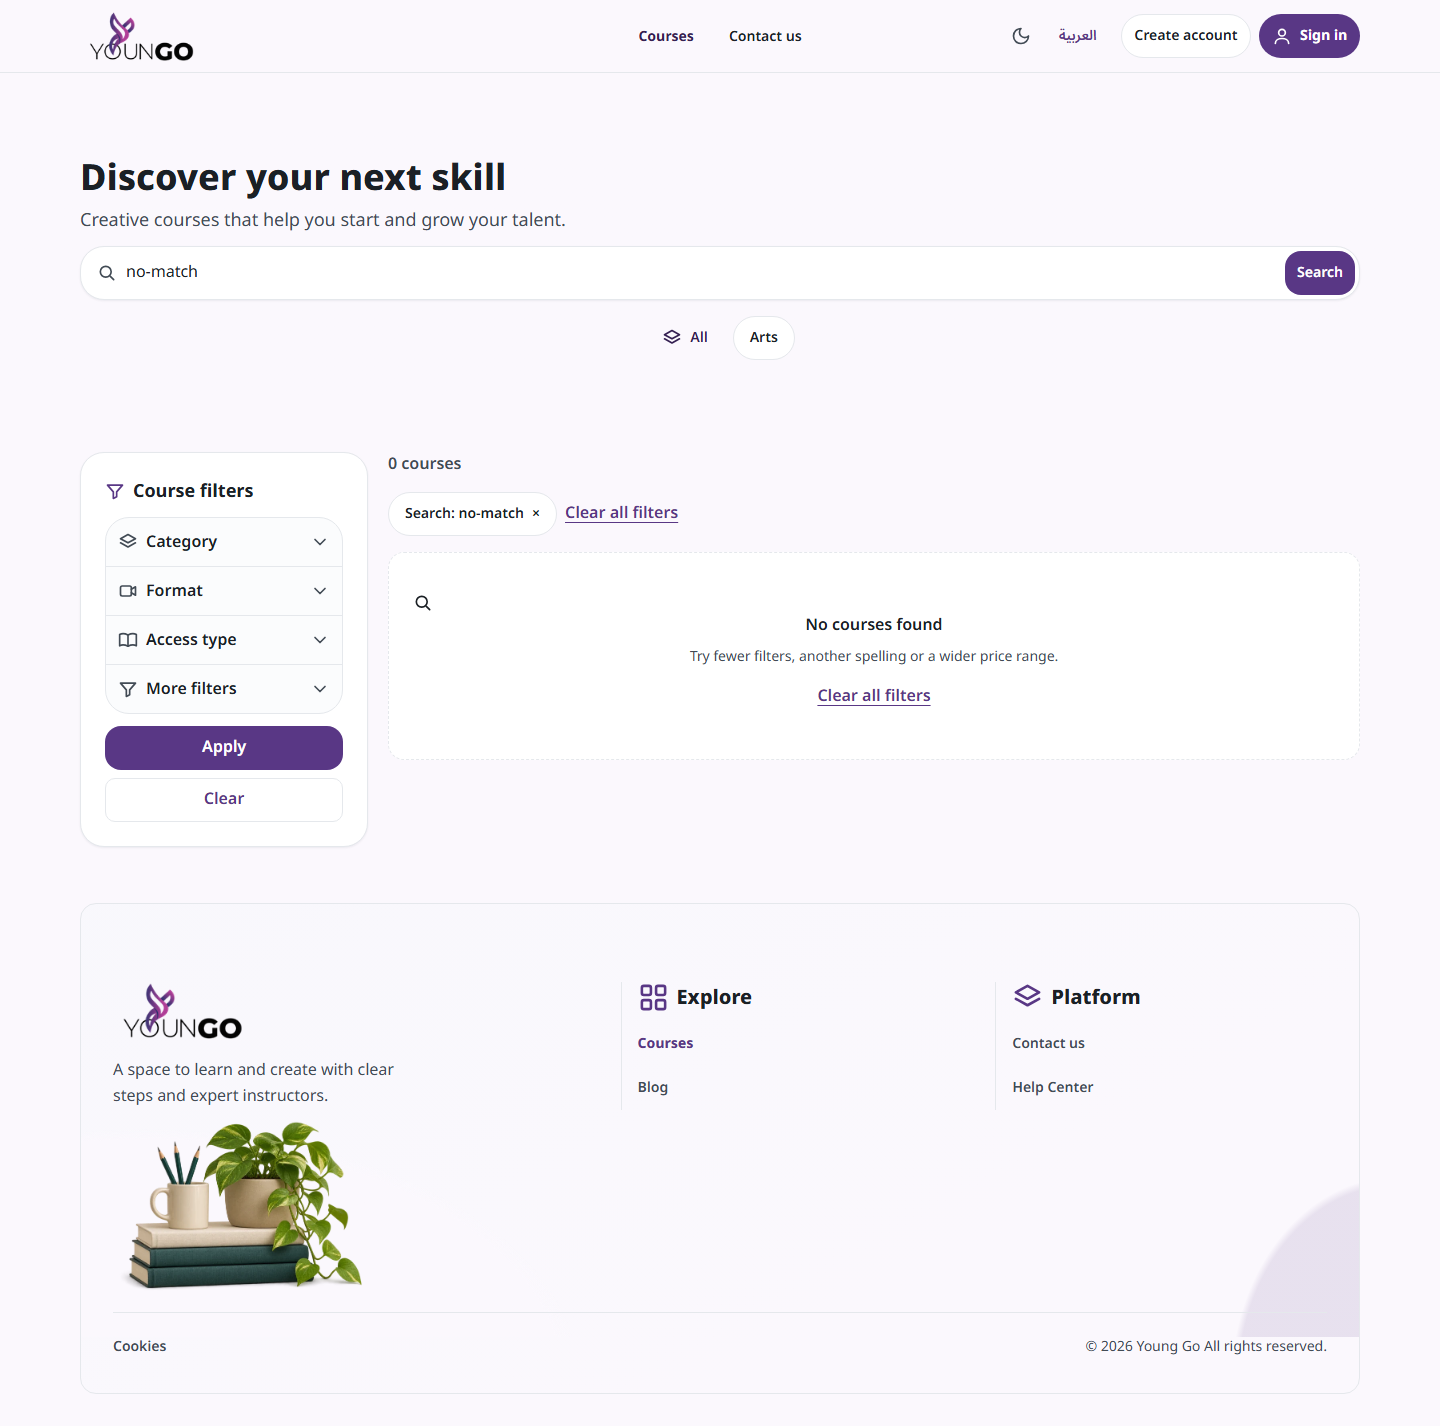 YOUNGO
Courses
Contact us
العربية
Create account
Sign in
Discover your next skill
Creative courses that help you start and grow your talent.
no-match
Search
All
Arts
Course filters
Category
Format
Access type
More filters
Apply
Clear
0 courses
Search: no-match ×
Clear all filters
No courses found
Try fewer filters, another spelling or a wider price range.
Clear all filters
YOUNGO
A space to learn and create with clear
steps and expert instructors.
Explore
Courses
Blog
Platform
Contact us
Help Center
Cookies
© 2026 Young Go All rights reserved.